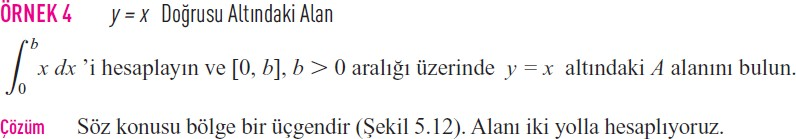 ÖRNEK 4 y = x Doğrusu Altındaki Alan
∫₀ᵇ x dx 'i hesaplayın ve [0, b], b > 0 aralığı üzerinde y = x altındaki A alanını bulun.
Çözüm Söz konusu bölge bir üçgendir (Şekil 5.12). Alanı iki yolla hesaplıyoruz.